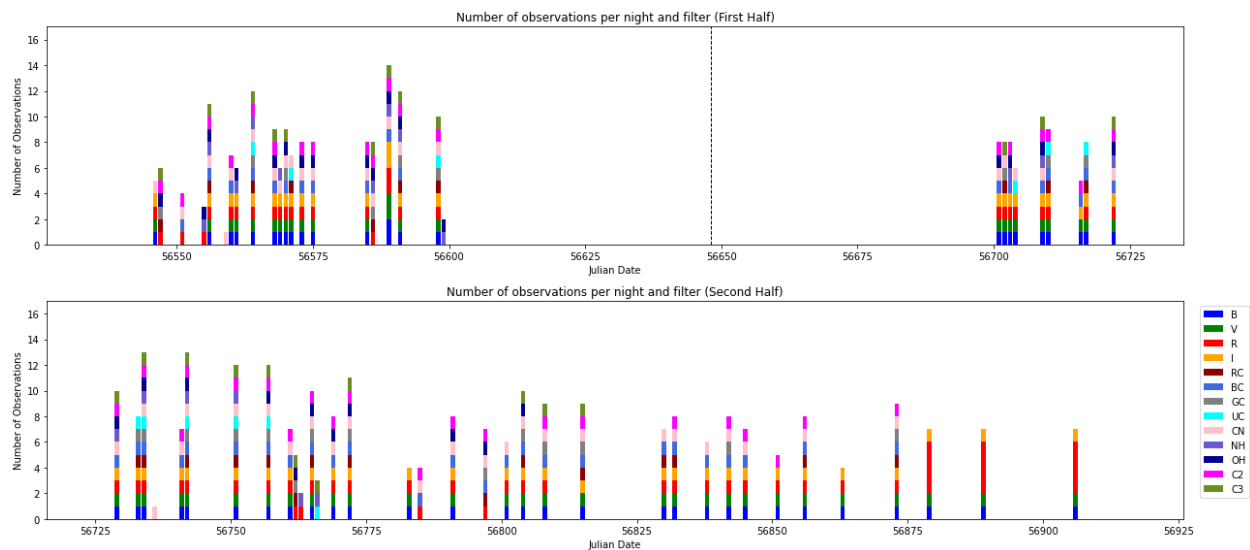 Number of observations per night and filter (First Half)
16
14
12
10
8
6
4
2
0
Number of Observations
56550 56575 56600 56625 56650 56675 56700 56725
Julian Date
Number of observations per night and filter (Second Half)
16
14
12
10
8
6
4
2
0
Number of Observations
56725 56750 56775 56800 56825 56850 56875 56900 56925
Julian Date
B
V
R
I
RC
BC
GC
UC
CN
NH
OH
C2
C3